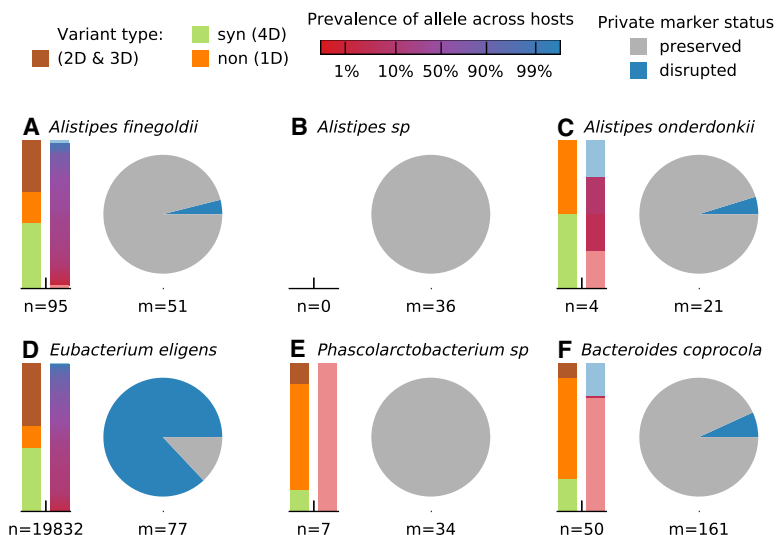 Variant type:
(2D & 3D)
syn (4D)
non (1D)
Prevalence of allele across hosts
1% 10% 50% 90% 99%
Private marker status
preserved
disrupted
A Alistipes finegoldii
B Alistipes sp
C Alistipes onderdonkii
n=95 m=51
n=0 m=36
n=4 m=21
D Eubacterium eligens
E Phascolarctobacterium sp
F Bacteroides coprocola
n=19832 m=77
n=7 m=34
n=50 m=161